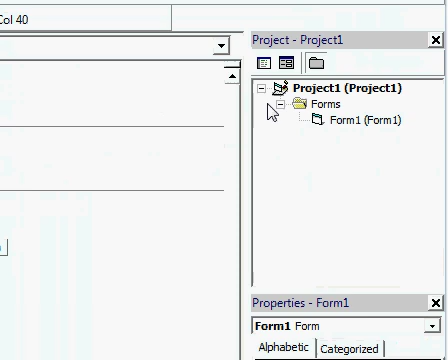 Col 40
Project - Project1
Project1 (Project1)
Forms
Form1 (Form1)
Properties - Form1
Form1 Form
Alphabetic Categorized